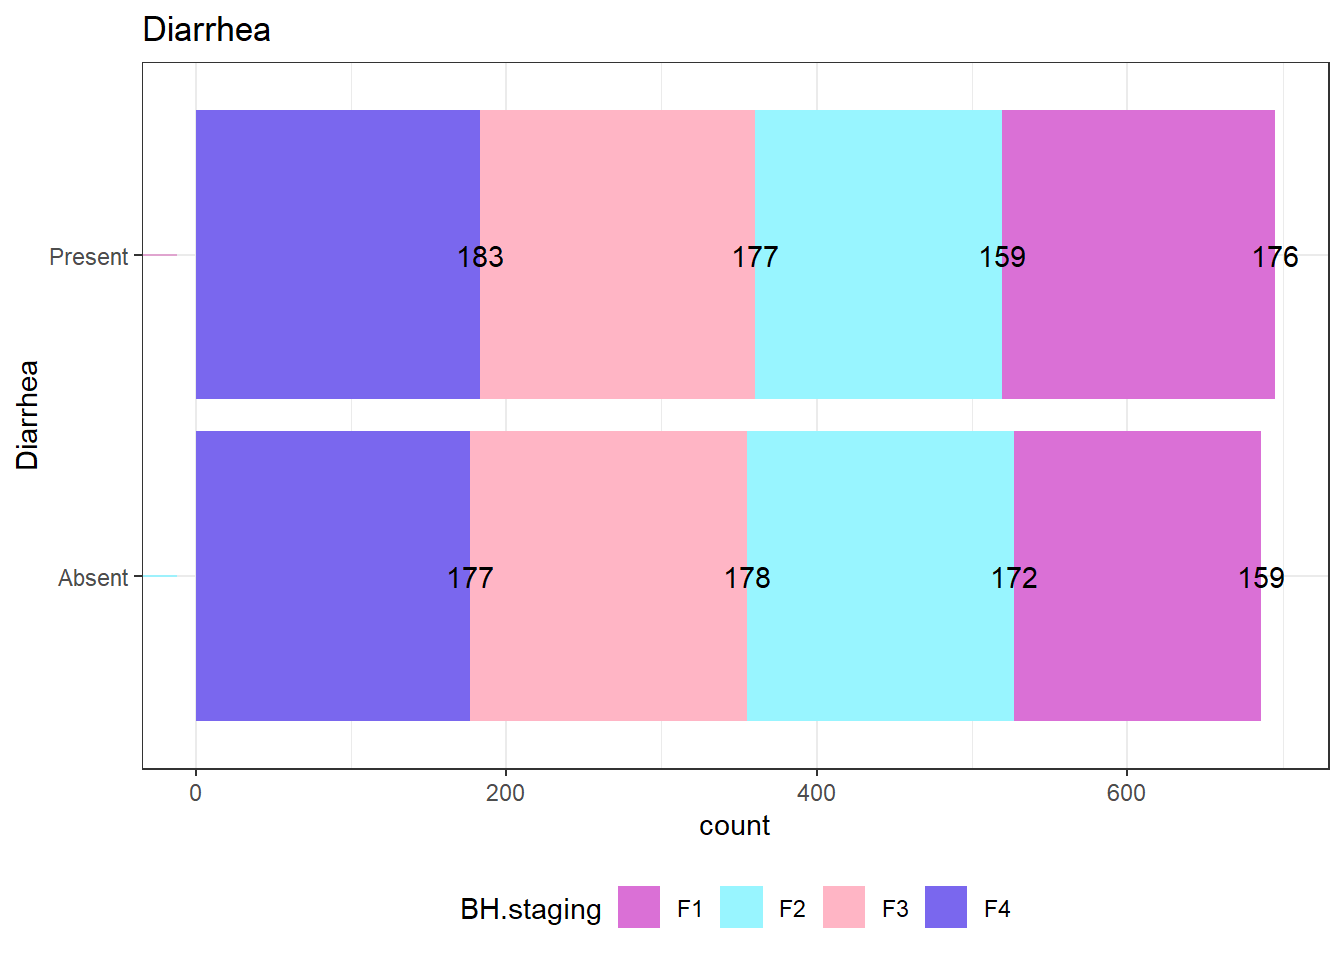 Diarrhea
Diarrhea
Present
183 177 159 176
Absent
177 178 172 159
0 200 400 600
count
BH.staging F1 F2 F3 F4